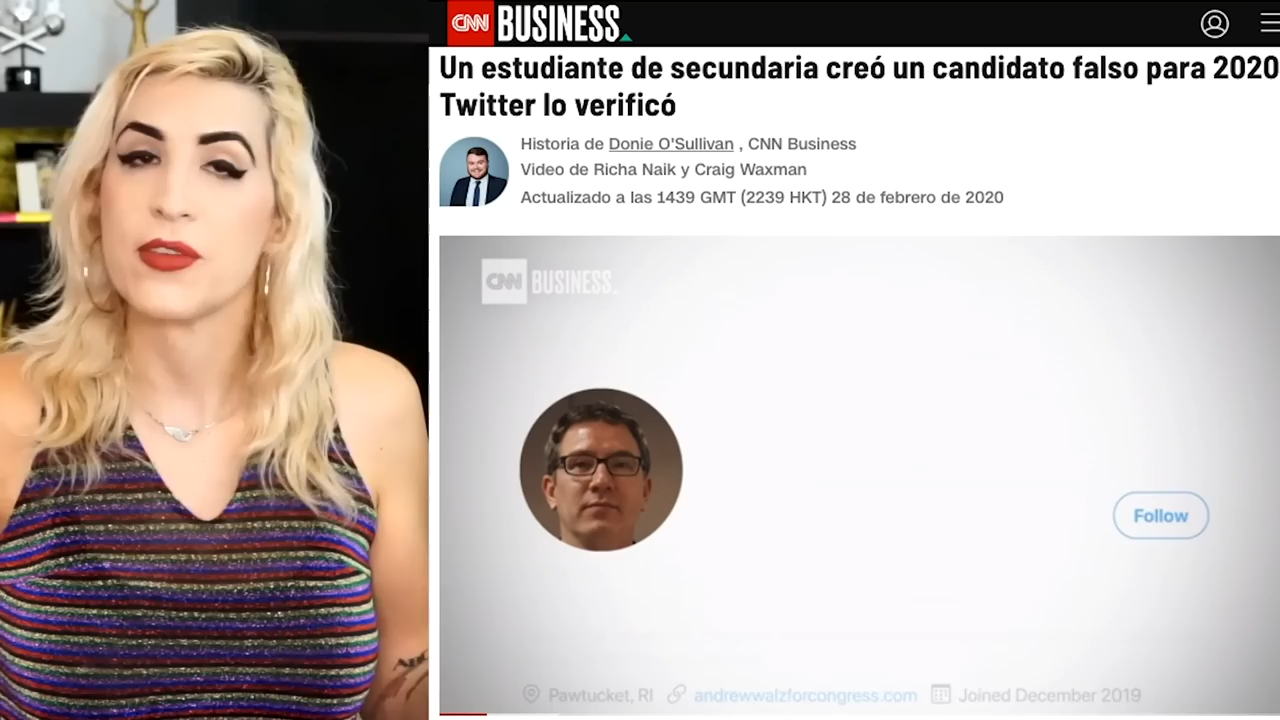 CNN BUSINESS
Un estudiante de secundaria creó un candidato falso para 2020
Twitter lo verificó
Historia de Donie O'Sullivan , CNN Business
Video de Richa Naik y Craig Waxman
Actualizado a las 1439 GMT (2239 HKT) 28 de febrero de 2020
CNN BUSINESS
Follow
Pawtucket, RI andrewwalzforcongress.com Joined December 2019